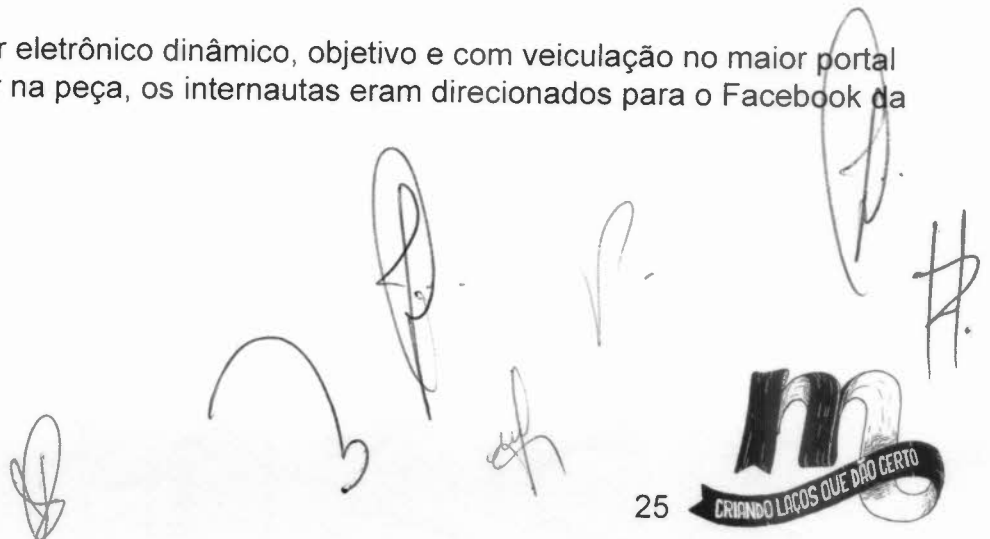 r eletrônico dinâmico, objetivo e com veiculação no maior portal
r na peça, os internautas eram direcionados para o Facebook da
25
m
CRIANDO LAÇOS QUE DÃO CERTO